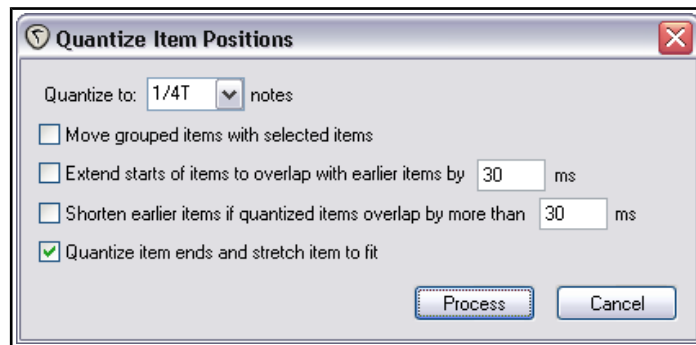 Quantize Item Positions
Quantize to: 1/4T notes
Move grouped items with selected items
Extend starts of items to overlap with earlier items by 30 ms
Shorten earlier items if quantized items overlap by more than 30 ms
Quantize item ends and stretch item to fit
Process Cancel